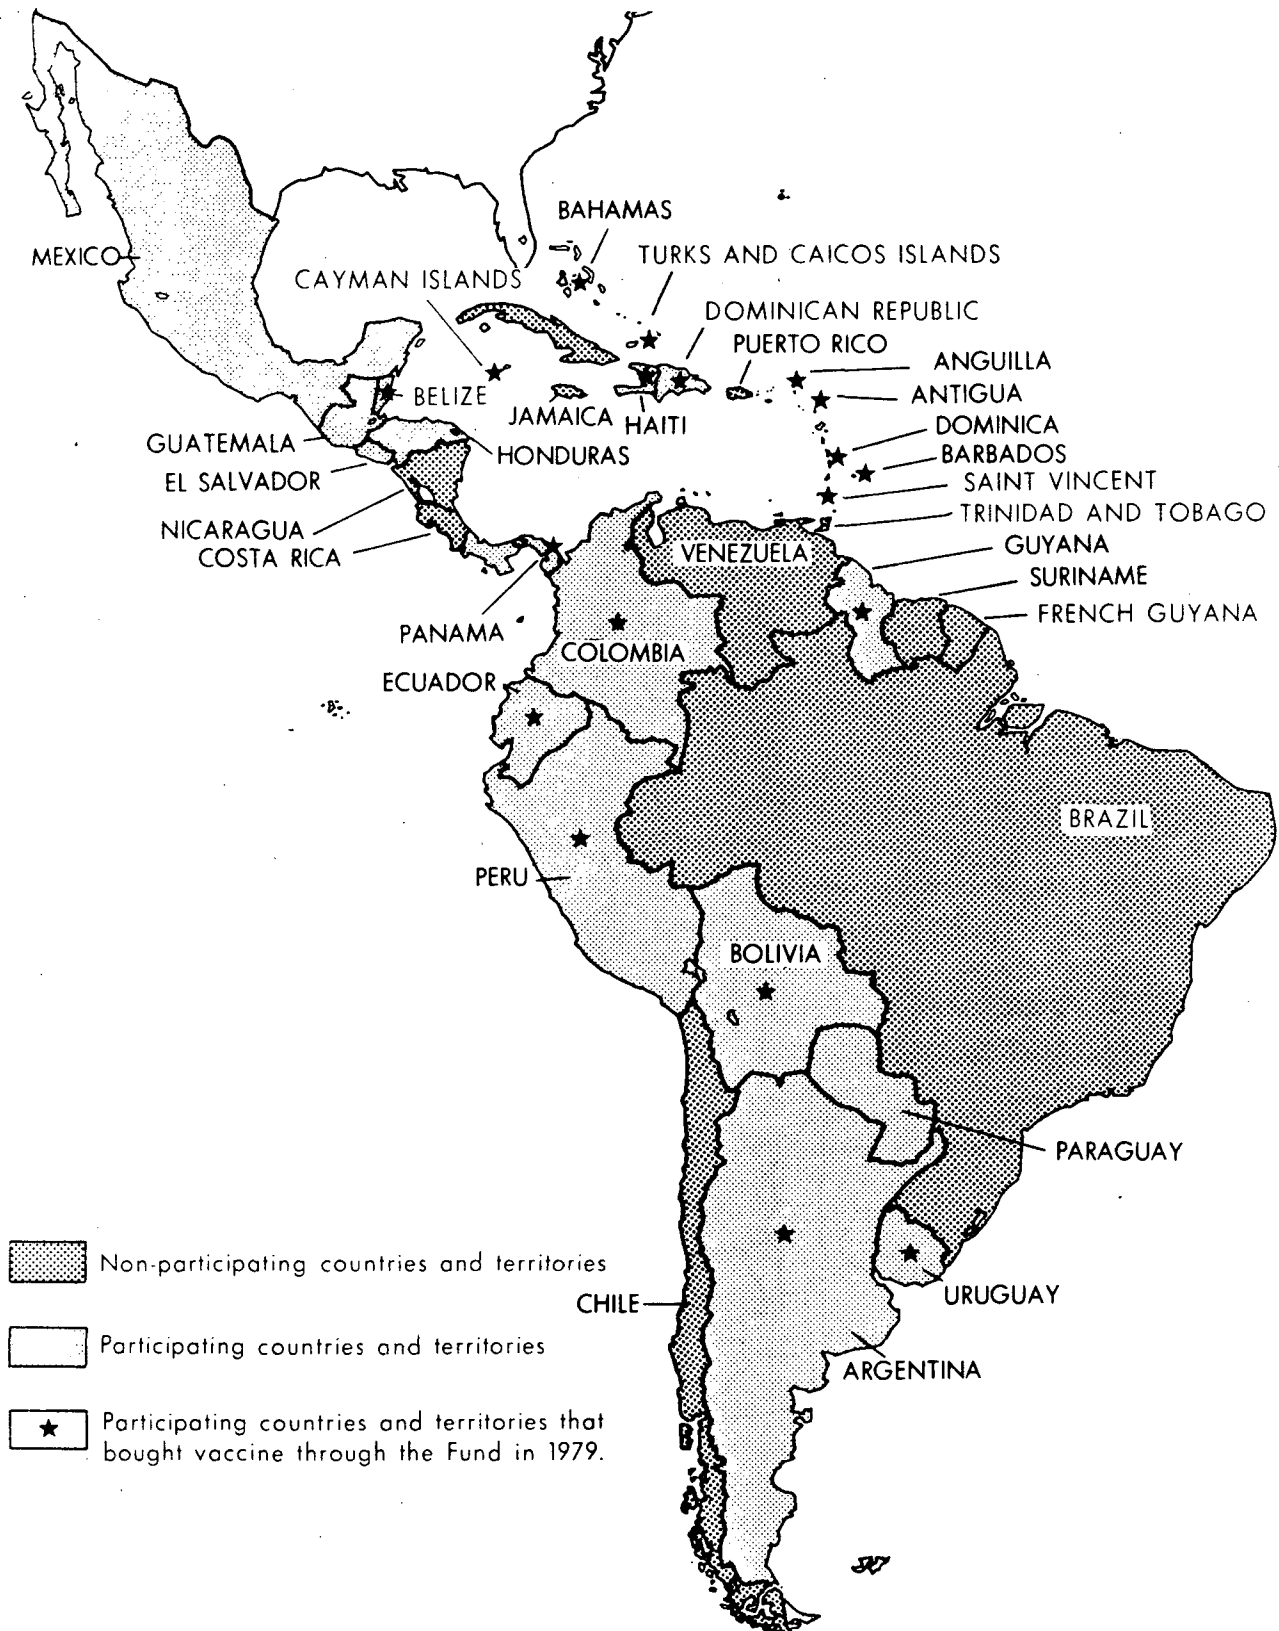 BAHAMAS
TURKS AND CAICOS ISLANDS
MEXICO
CAYMAN ISLANDS
DOMINICAN REPUBLIC
PUERTO RICO
ANGUILLA
BELIZE
ANTIGUA
JAMAICA
HAITI
DOMINICA
GUATEMALA
HONDURAS
BARBADOS
EL SALVADOR
SAINT VINCENT
TRINIDAD AND TOBAGO
NICARAGUA
COSTA RICA
VENEZUELA
GUYANA
SURINAME
FRENCH GUYANA
PANAMA
COLOMBIA
ECUADOR
BRAZIL
PERU
BOLIVIA
PARAGUAY
Non-participating countries and territories
CHILE
URUGUAY
Participating countries and territories
ARGENTINA
Participating countries and territories that
bought vaccine through the Fund in 1979.